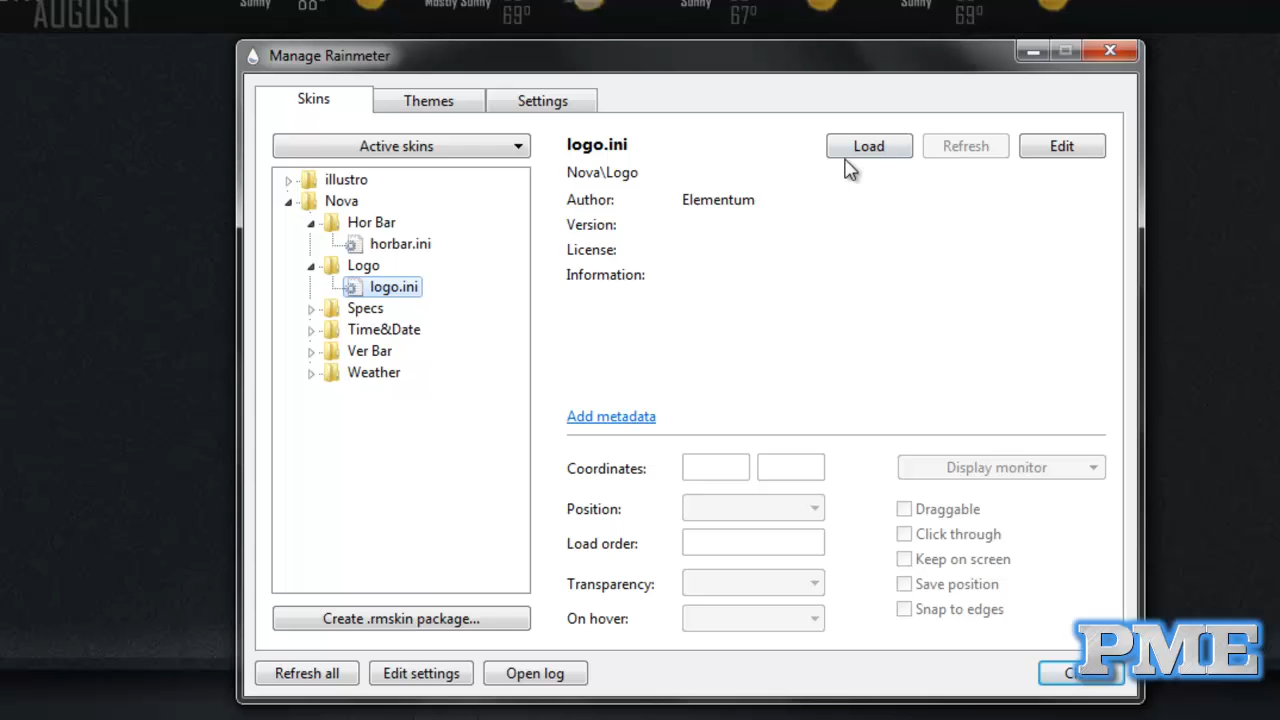 AUGUST
Sunny
Mostly Sunny
69°
Sunny
67°
Sunny
69°
Manage Rainmeter
Skins
Themes
Settings
Active skins
illustro
Nova
Hor Bar
horbar.ini
Logo
logo.ini
Specs
Time&Date
Ver Bar
Weather
Create .rmskin package...
logo.ini
Load
Refresh
Edit
Nova\Logo
Author:
Elementum
Version:
License:
Information:
Add metadata
Coordinates:
Display monitor
Position:
Draggable
Load order:
Click through
Keep on screen
Transparency:
Save position
On hover:
Snap to edges
Refresh all
Edit settings
Open log
PME